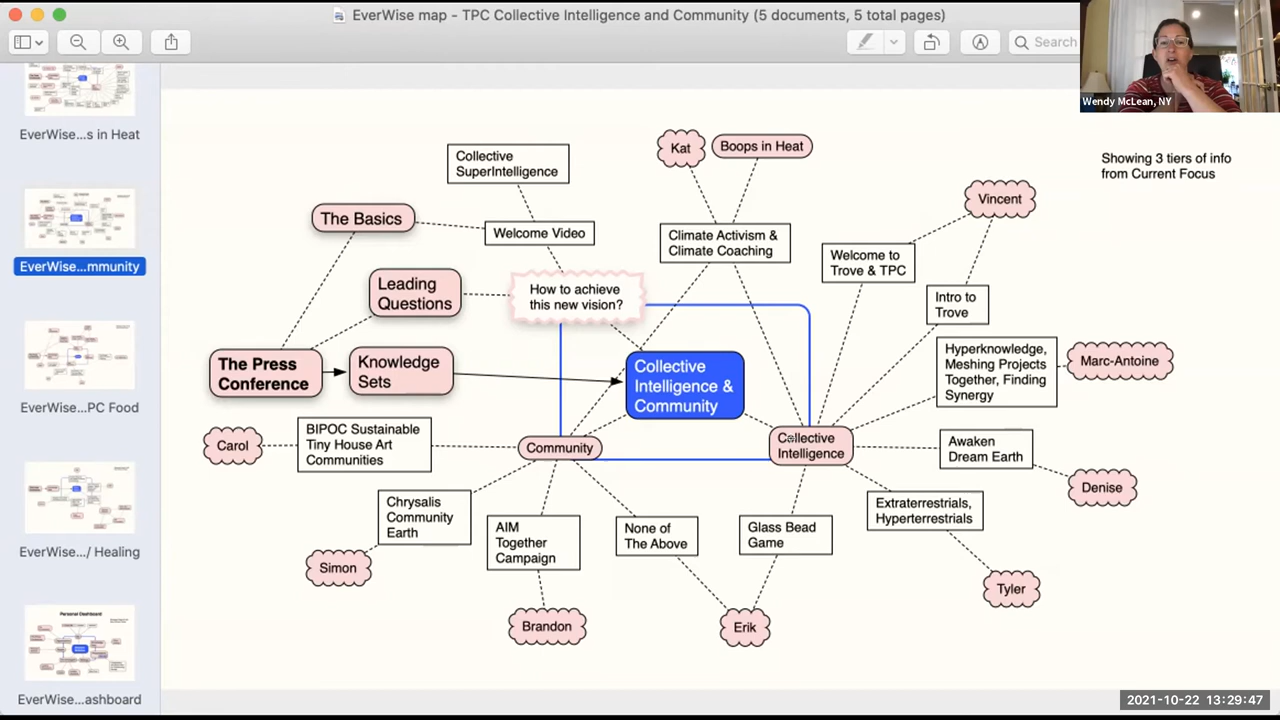 EverWise map - TPC Collective Intelligence and Community (5 documents, 5 total pages)
Search
Wendy McLean, NY
EverWise...s in Heat
EverWise...mmunity
EverWise...PC Food
EverWise.../ Healing
Personal Dashboard
EverWise...ashboard
Showing 3 tiers of info
from Current Focus
Kat
Boops in Heat
Collective
SuperIntelligence
Vincent
The Basics
Welcome Video
Climate Activism &
Climate Coaching
Welcome to
Trove & TPC
Leading
Questions
How to achieve
this new vision?
Intro to
Trove
The Press
Conference
Knowledge
Sets
Collective
Intelligence &
Community
Hyperknowledge,
Meshing Projects
Together, Finding
Synergy
Marc-Antoine
Carol
BIPOC Sustainable
Tiny House Art
Communities
Community
Collective
Intelligence
Awaken
Dream Earth
Denise
Chrysalis
Community
Earth
AIM
Together
Campaign
None of
The Above
Glass Bead
Game
Extraterrestrials,
Hyperterrestrials
Simon
Brandon
Erik
Tyler
2021-10-22 13:29:47